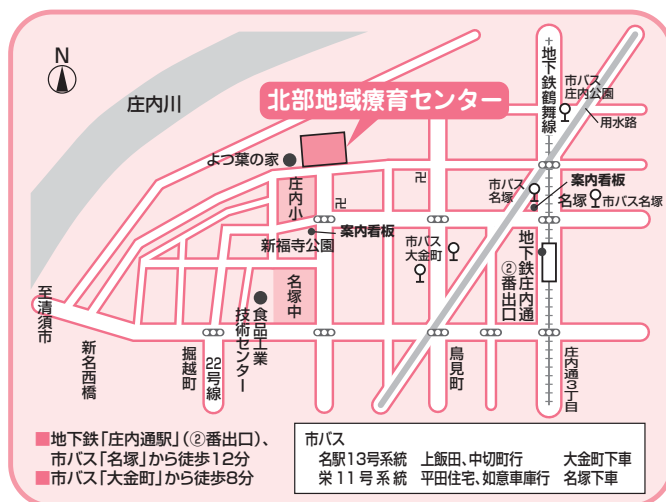 N
庄内川
北部地域療育センター
地下鉄鶴舞線
市バス
庄内公園
用水路
よつ葉の家
庄内小
卍
卍
市バス
名塚
案内看板
名塚
市バス名塚
案内看板
新福寺公園
市バス
大金町
地下鉄庄内通
②番出口
名塚中
食品工業
技術センター
至清須市
新名西橋
堀越町
22号線
鳥見町
庄内通3丁目
■地下鉄「庄内通駅」(②番出口)、
市バス「名塚」から徒歩12分
■市バス「大金町」から徒歩8分
市バス
名駅13号系統 上飯田、中切町行 大金町下車
栄11号系統 平田住宅、如意車庫行 名塚下車